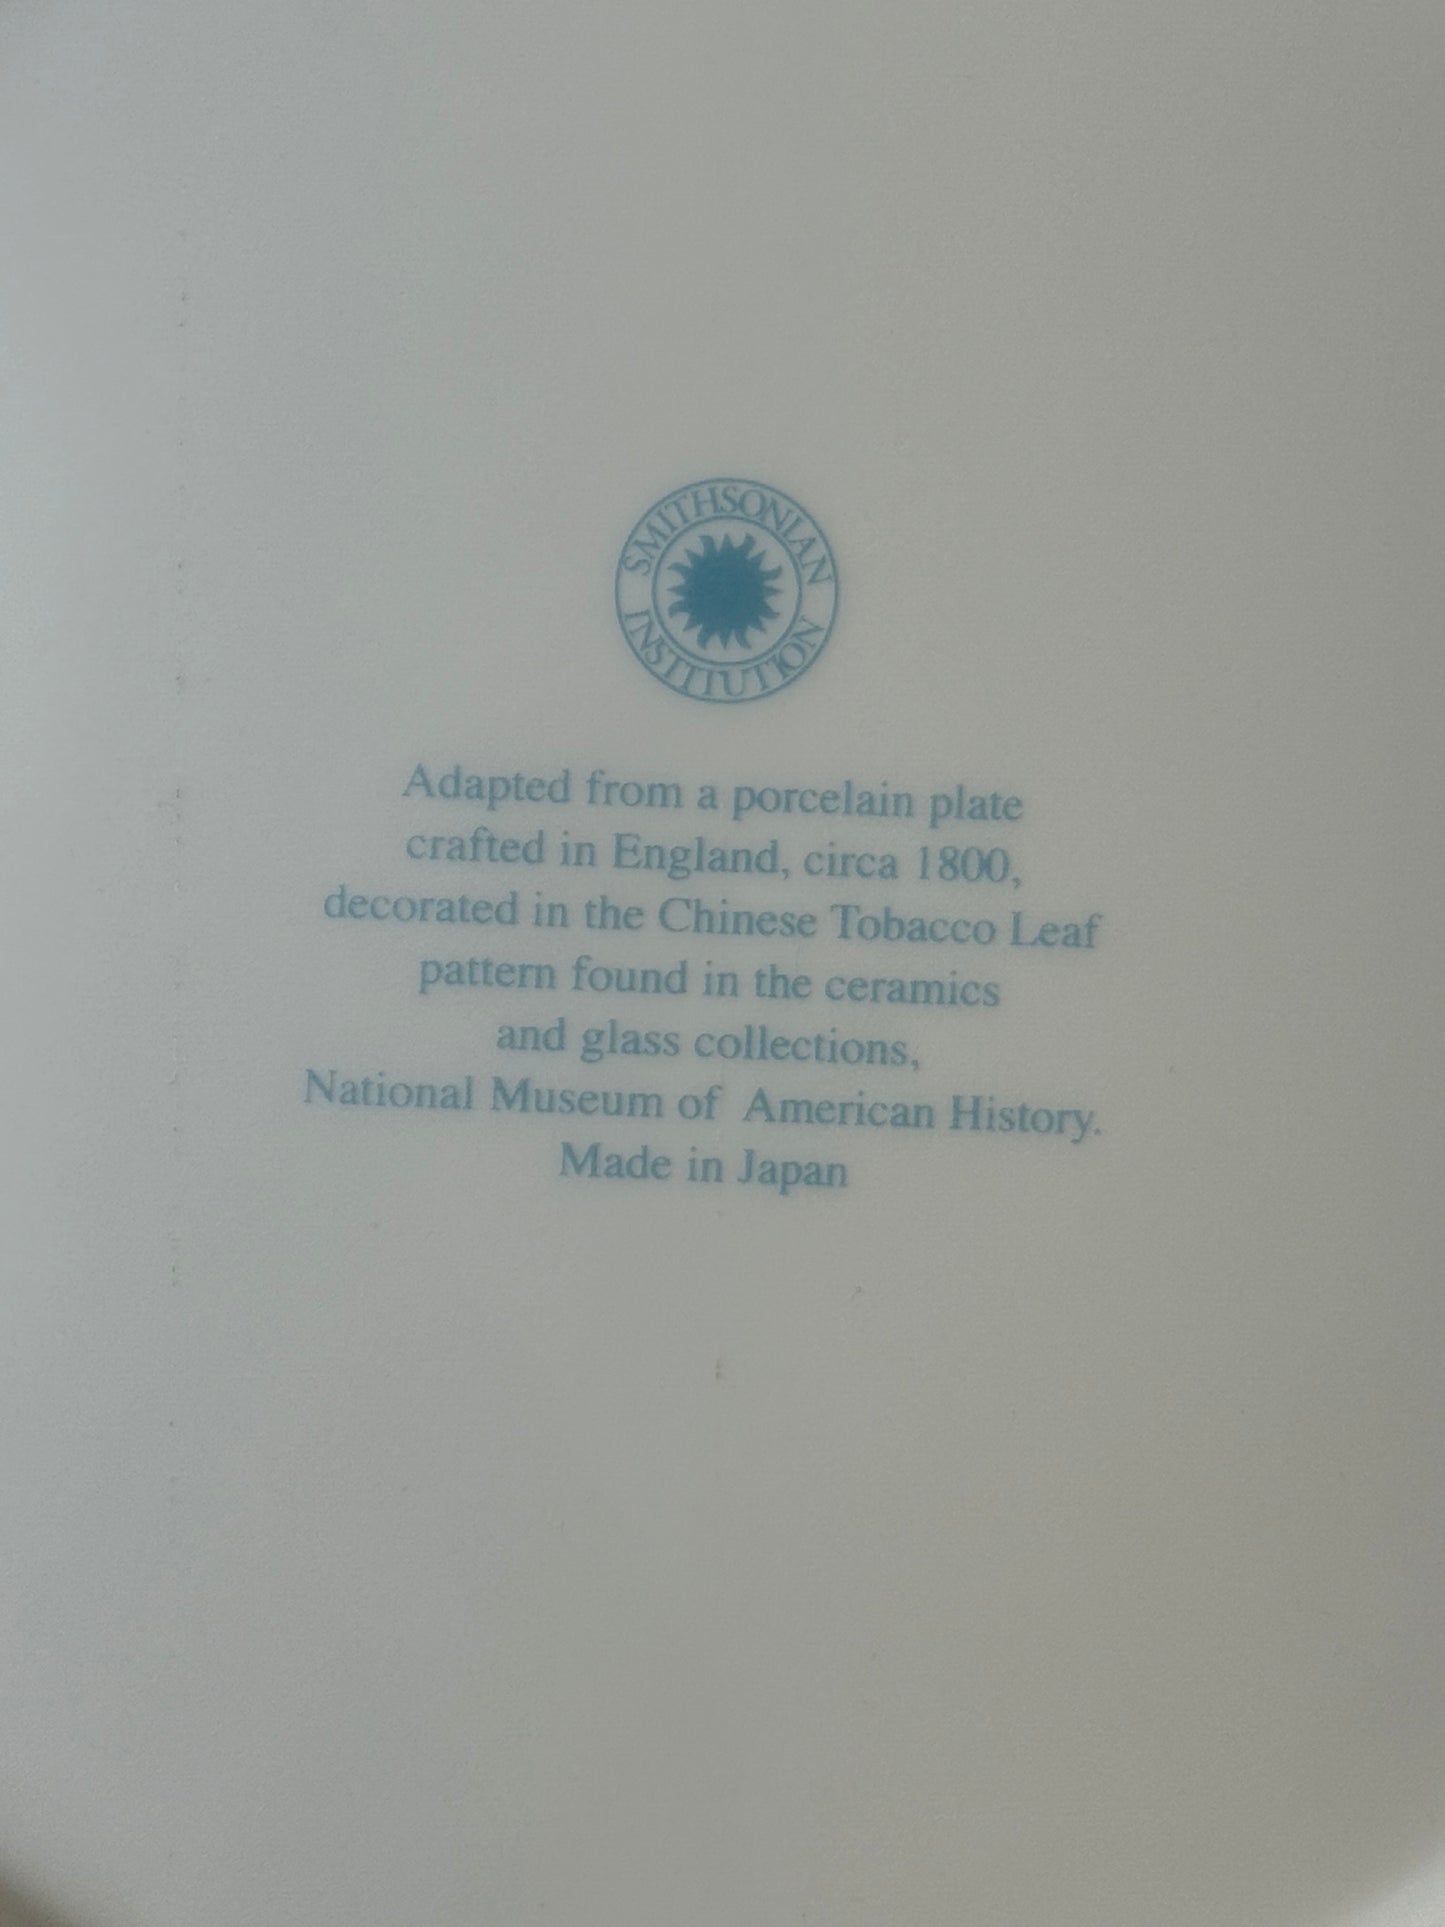 SMITHSONIAN
INSTITUTION
Adapted from a porcelain plate
crafted in England, circa 1800,
decorated in the Chinese Tobacco Leaf
pattern found in the ceramics
and glass collections,
National Museum of American History.
Made in Japan